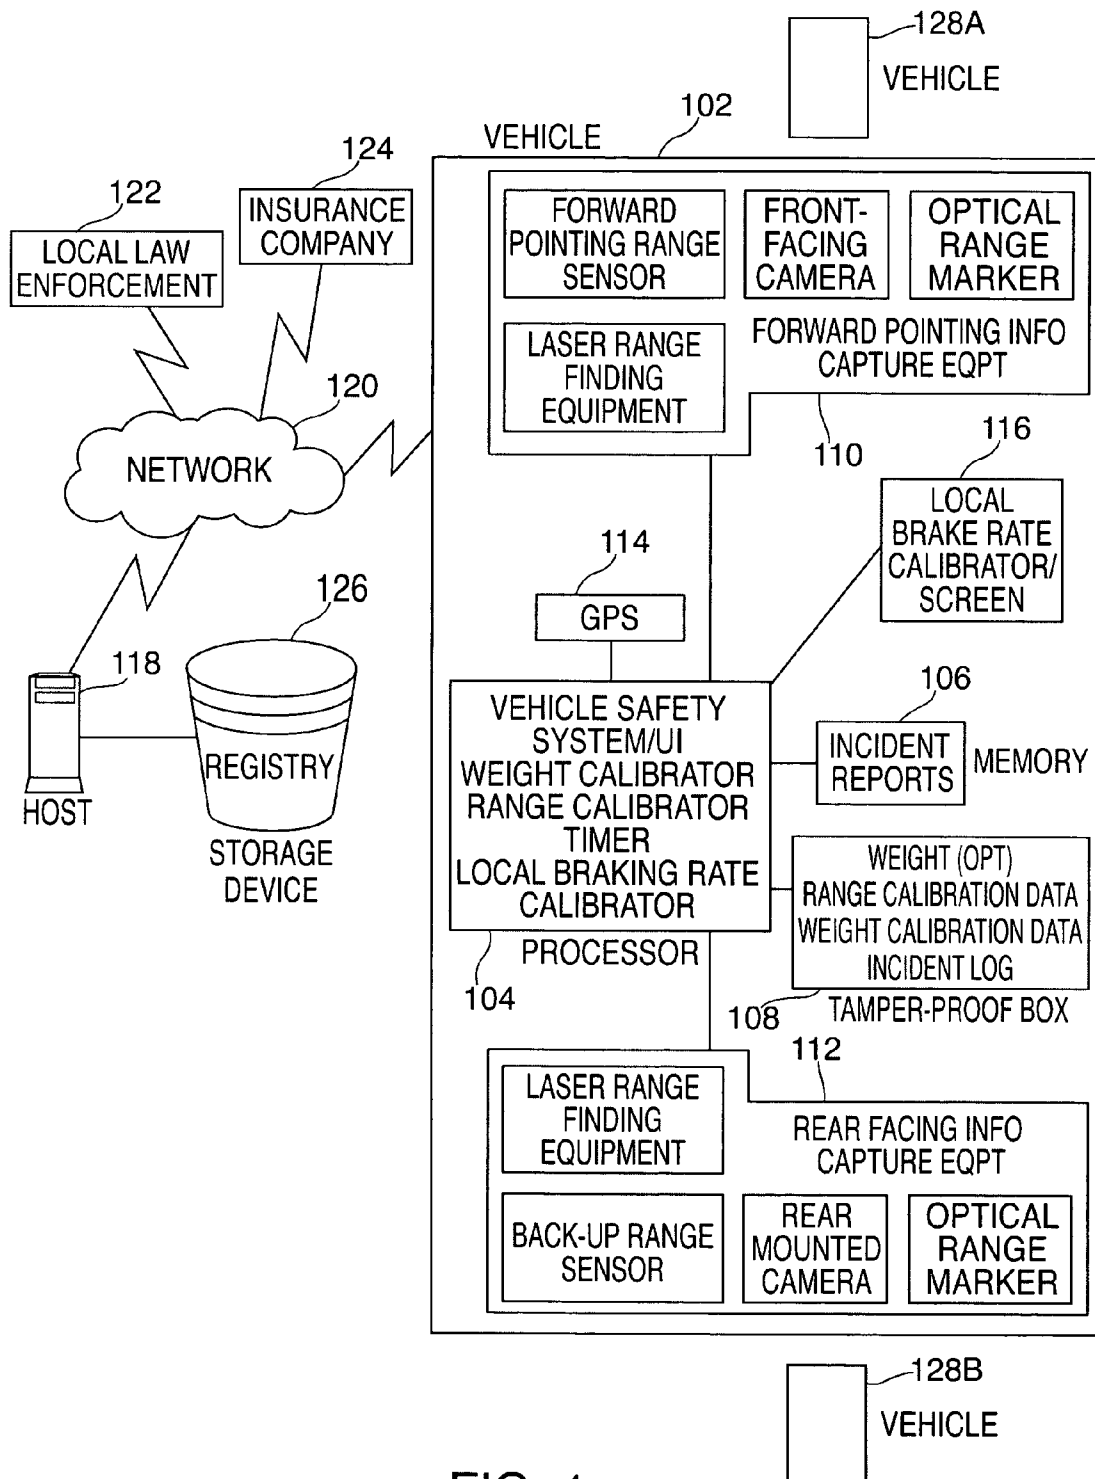 128A
VEHICLE
102
VEHICLE
124
INSURANCE
COMPANY
122
LOCAL LAW
ENFORCEMENT
FORWARD
POINTING RANGE
SENSOR
FRONT-
FACING
CAMERA
OPTICAL
RANGE
MARKER
LASER RANGE
FINDING
EQUIPMENT
FORWARD POINTING INFO
CAPTURE EQPT
110
120
NETWORK
116
LOCAL
BRAKE RATE
CALIBRATOR/
SCREEN
114
GPS
126
REGISTRY
STORAGE
DEVICE
118
HOST
VEHICLE SAFETY
SYSTEM/UI
WEIGHT CALIBRATOR
RANGE CALIBRATOR
TIMER
LOCAL BRAKING RATE
CALIBRATOR
PROCESSOR
104
106
INCIDENT
REPORTS
MEMORY
WEIGHT (OPT)
RANGE CALIBRATION DATA
WEIGHT CALIBRATION DATA
INCIDENT LOG
108
TAMPER-PROOF BOX
112
LASER RANGE
FINDING
EQUIPMENT
REAR FACING INFO
CAPTURE EQPT
BACK-UP RANGE
SENSOR
REAR
MOUNTED
CAMERA
OPTICAL
RANGE
MARKER
128B
VEHICLE